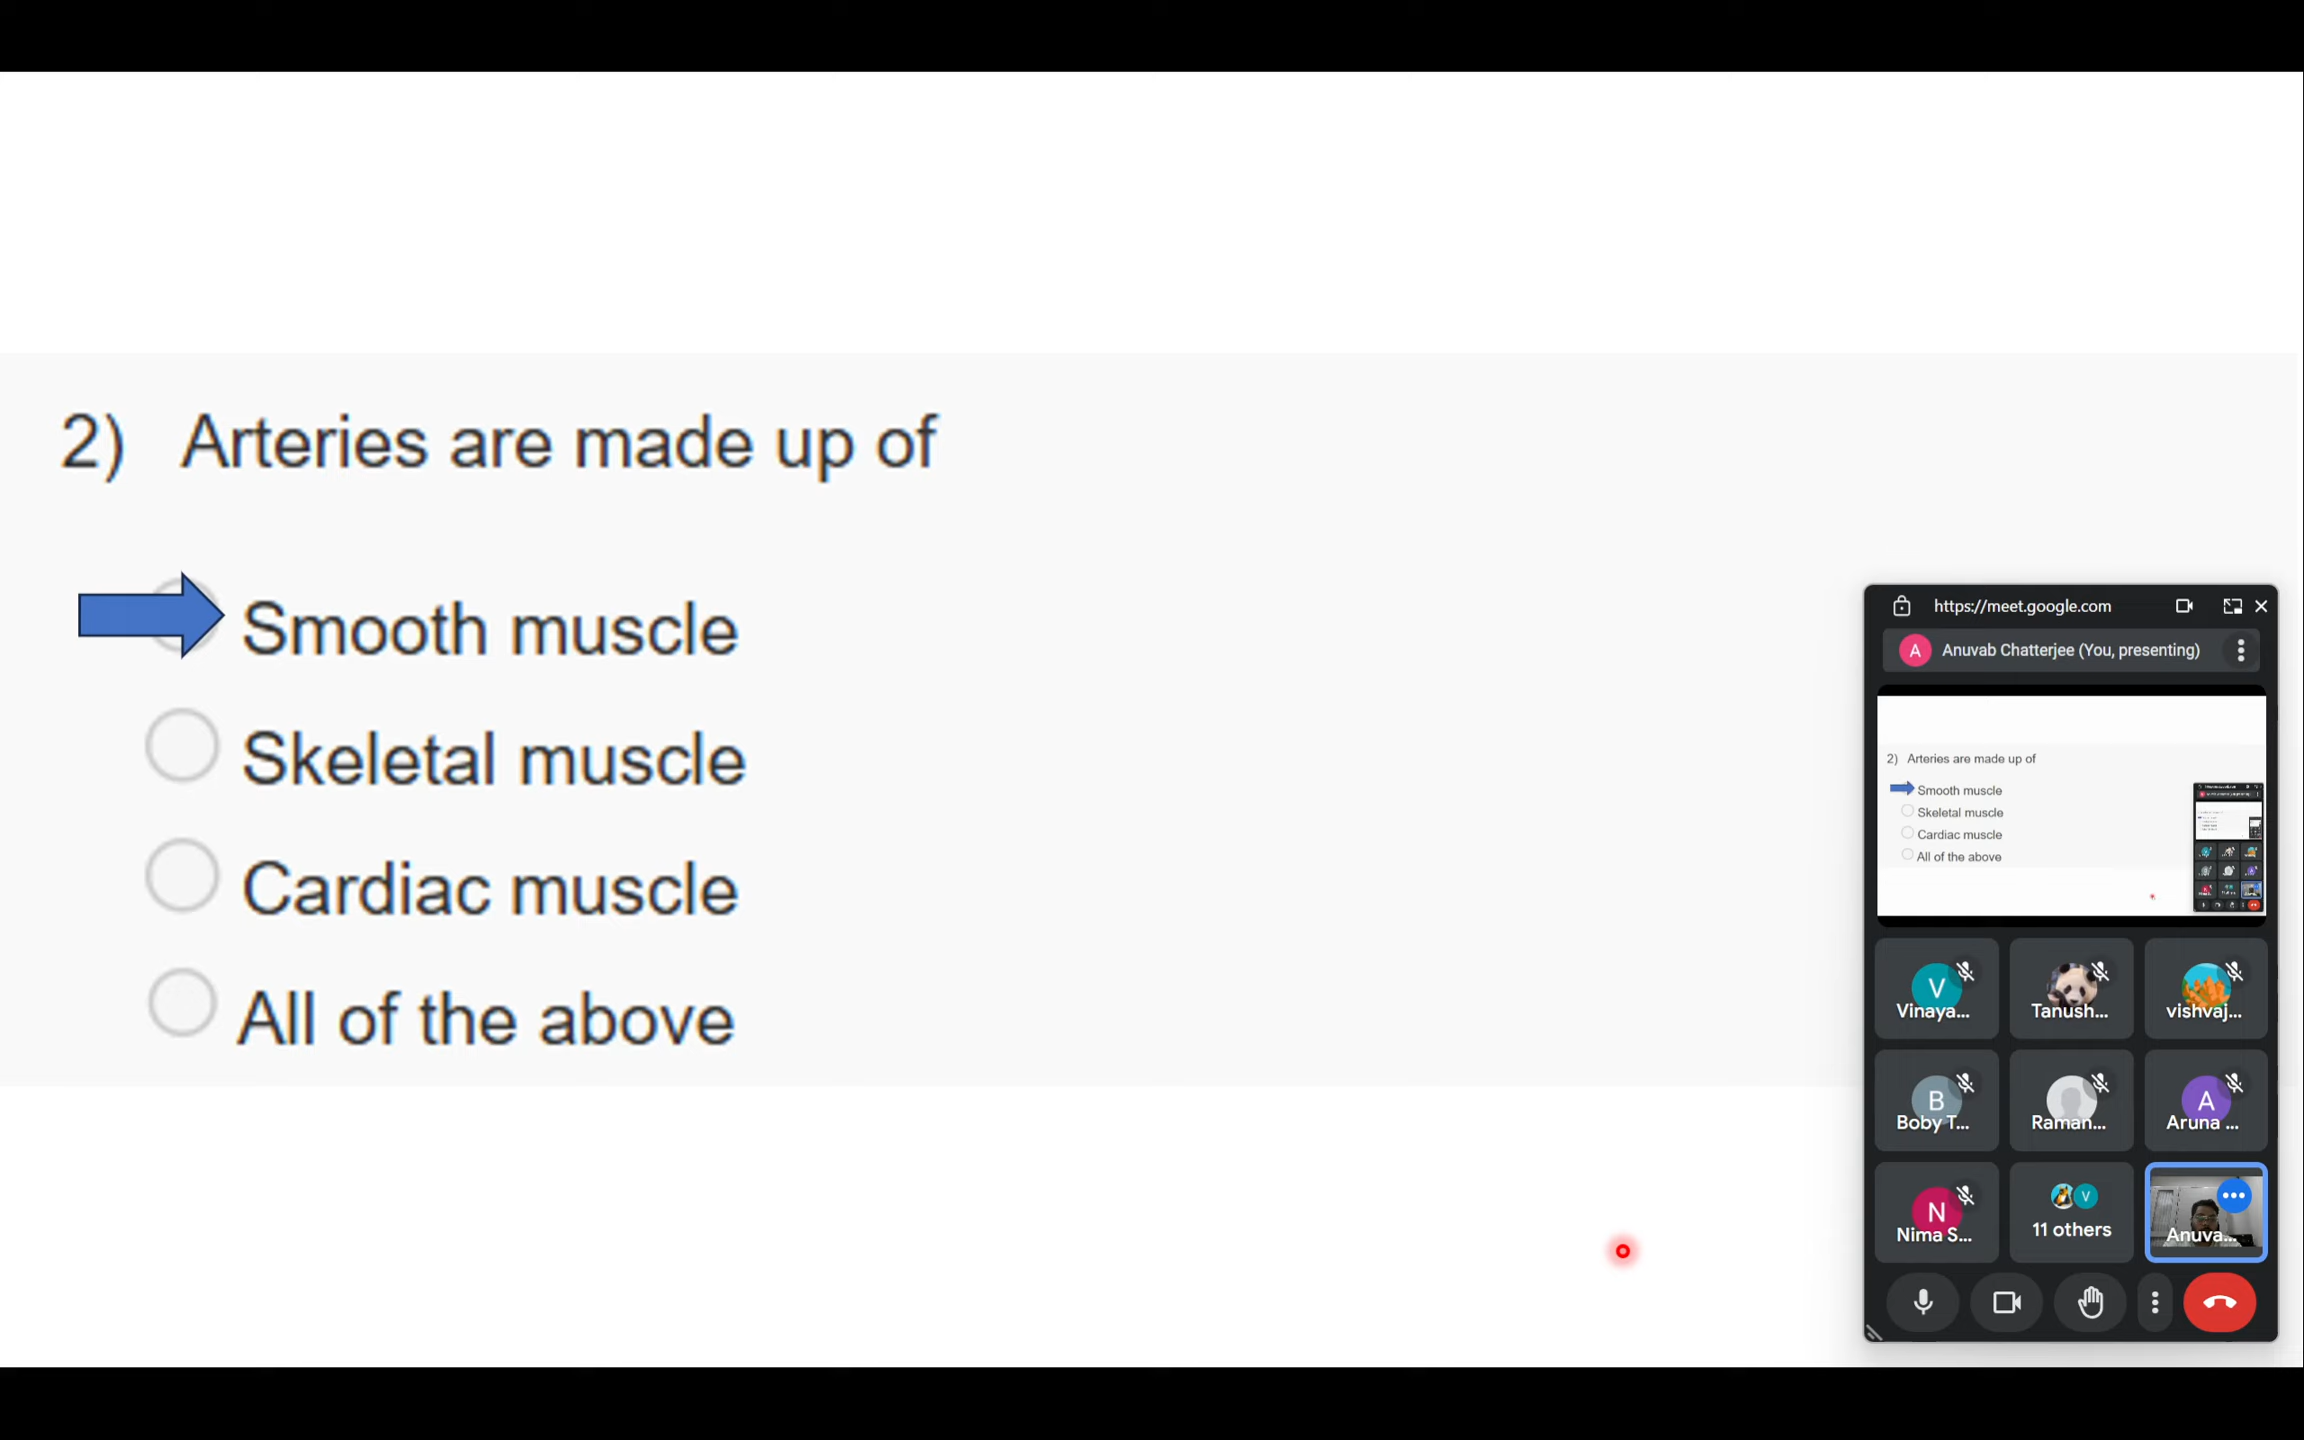 2) Arteries are made up of
Smooth muscle
Skeletal muscle
Cardiac muscle
All of the above
https://meet.google.com
A Anuvab Chatterjee (You, presenting)
2) Arteries are made up of
Smooth muscle
Skeletal muscle
Cardiac muscle
All of the above
V
Vinaya...
Tanush...
vishvaj...
B
Boby T...
Raman...
A
Aruna ...
N
Nima S...
V
11 others
Anuva...